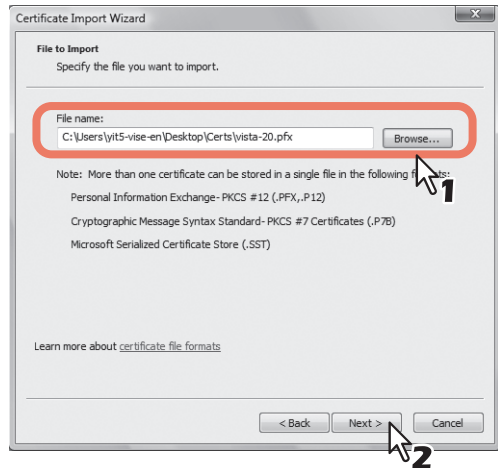 Certificate Import Wizard
File to Import
Specify the file you want to import.
File name:
C:\Users\yit5-vise-en\Desktop\Certs\vista-20.pfx
Browse...
Note: More than one certificate can be stored in a single file in the following formats:
1
Personal Information Exchange- PKCS #12 (.PFX,.P12)
Cryptographic Message Syntax Standard- PKCS #7 Certificates (.P7B)
Microsoft Serialized Certificate Store (.SST)
Learn more about certificate file formats
< Back Next > Cancel
2